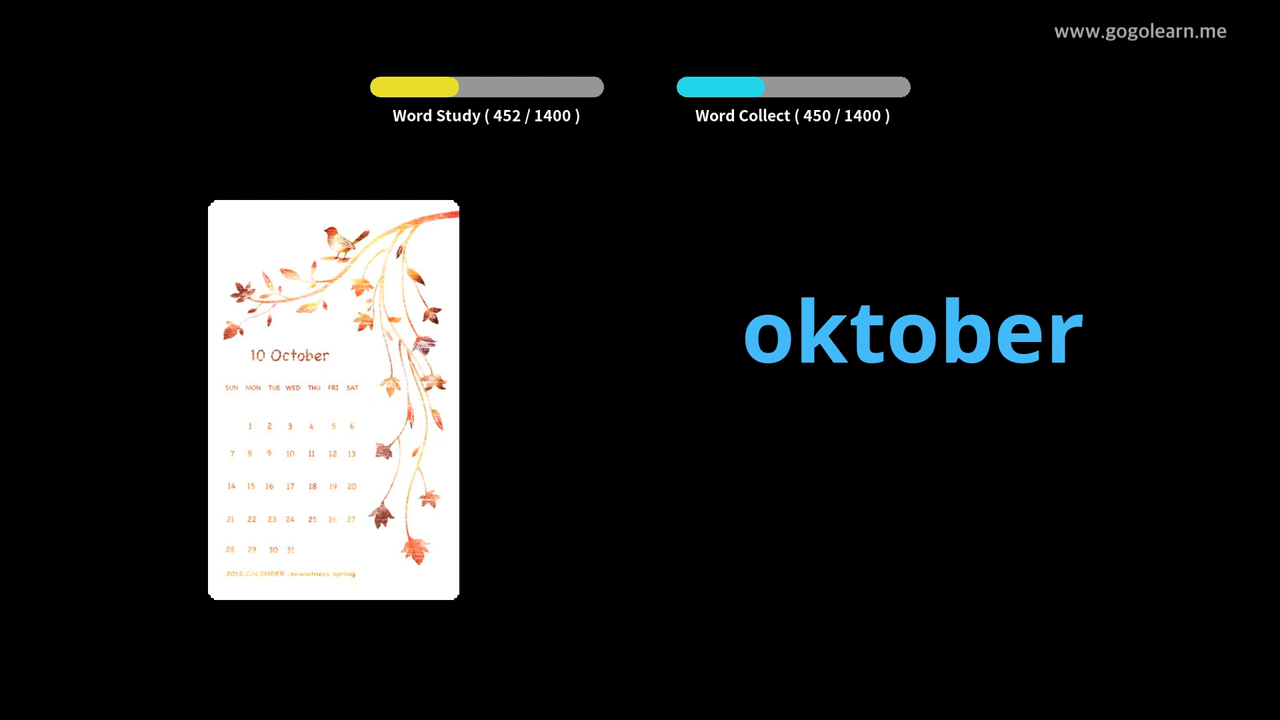 www.gogolearn.me
Word Study ( 452 / 1400 )
Word Collect ( 450 / 1400 )
oktober
10 October
SUN MON TUE WED THU FRI SAT
1 2 3 4 5 6
7 8 9 10 11 12 13
14 15 16 17 18 19 20
21 22 23 24 25 26 27
28 29 30 31
CALENDER spring